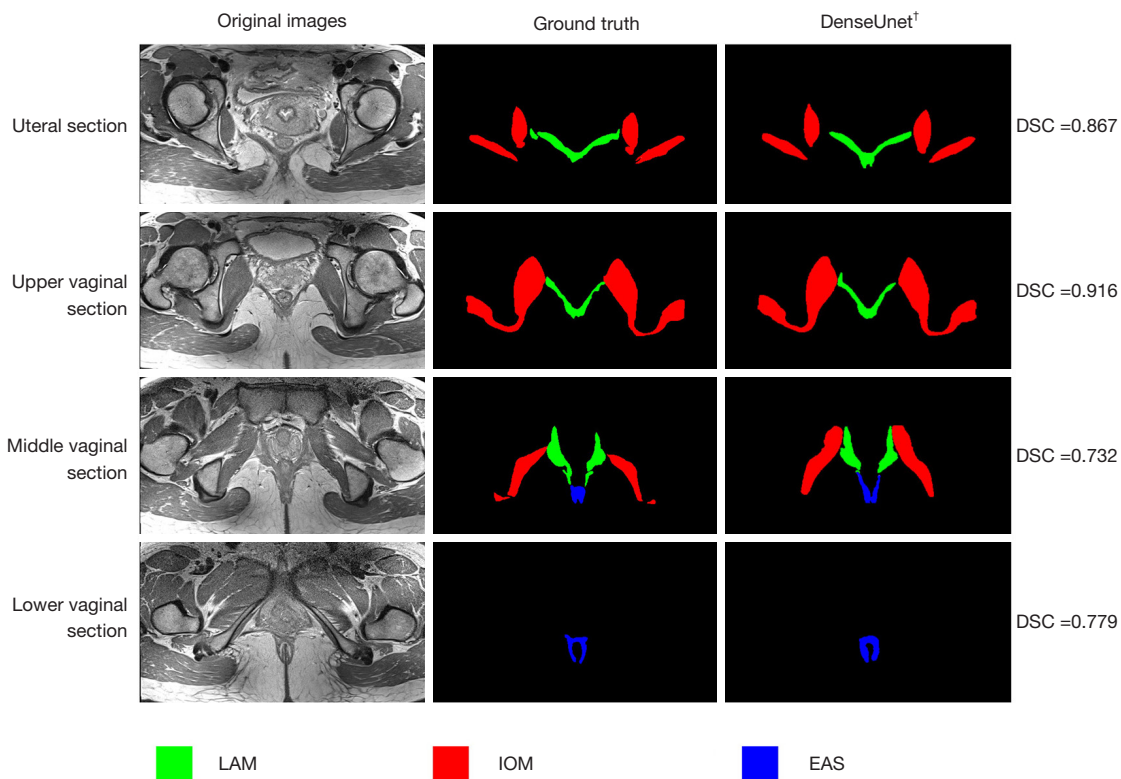 Original images
Ground truth
DenseUnet†
Uteral section
DSC =0.867
Upper vaginal
section
DSC =0.916
Middle vaginal
section
DSC =0.732
Lower vaginal
section
DSC =0.779
LAM
IOM
EAS